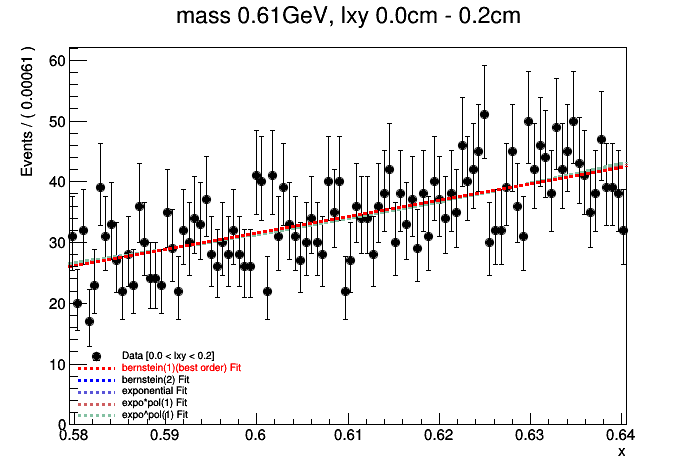 mass 0.61GeV, lxy 0.0cm - 0.2cm
Events / ( 0.00061 )
60
50
40
30
20
10
0
Data [0.0 < lxy < 0.2]
bernstein(1)(best order) Fit
bernstein(2) Fit
exponential Fit
expo*pol(1) Fit
expo^pol(1) Fit
0.58 0.59 0.6 0.61 0.62 0.63 0.64
x